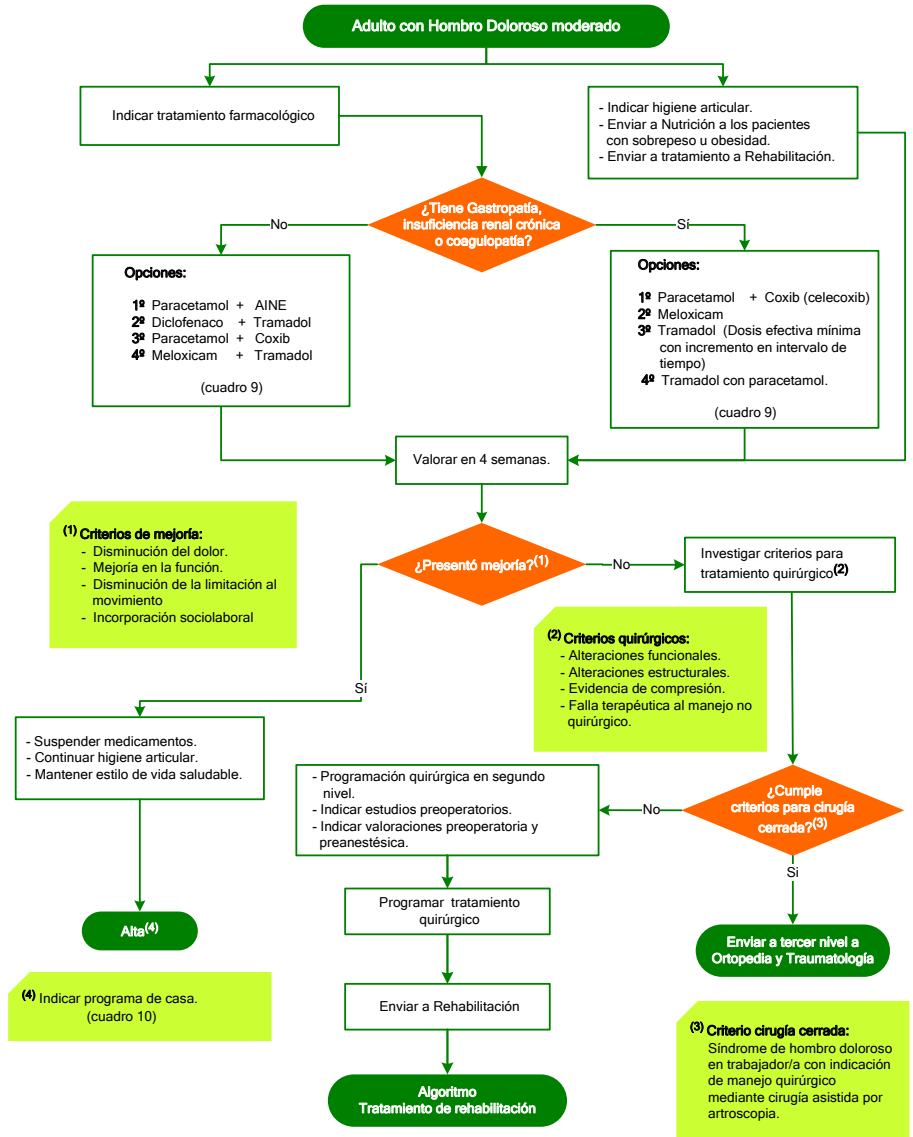 Adulto con Hombro Doloroso moderado
Indicar tratamiento farmacológico
- Indicar higiene articular.
- Enviar a Nutrición a los pacientes
con sobrepeso u obesidad.
- Enviar a tratamiento a Rehabilitación.
¿Tiene Gastropatía,
insuficiencia renal crónica
o coagulopatía?
No
Sí
Opciones:
1º Paracetamol + AINE
2º Diclofenaco + Tramadol
3º Paracetamol + Coxib
4º Meloxicam + Tramadol
(cuadro 9)
Opciones:
1º Paracetamol + Coxib (celecoxib)
2º Meloxicam
3º Tramadol (Dosis efectiva mínima
con incremento en intervalo de
tiempo)
4º Tramadol con paracetamol.
(cuadro 9)
Valorar en 4 semanas.
(1) Criterios de mejoría:
- Disminución del dolor.
- Mejoría en la función.
- Disminución de la limitación al
movimiento
- Incorporación sociolaboral
¿Presentó mejoría?(1)
No
Investigar criterios para
tratamiento quirúrgico(2)
(2) Criterios quirúrgicos:
- Alteraciones funcionales.
- Alteraciones estructurales.
- Evidencia de compresión.
- Falla terapéutica al manejo no
quirúrgico.
Sí
- Suspender medicamentos.
- Continuar higiene articular.
- Mantener estilo de vida saludable.
- Programación quirúrgica en segundo
nivel.
- Indicar estudios preoperatorios.
- Indicar valoraciones preoperatoria y
preanestésica.
No
¿Cumple
criterios para cirugía
cerrada?(3)
Si
Programar tratamiento
quirúrgico
Alta(4)
Enviar a tercer nivel a
Ortopedia y Traumatología
(4) Indicar programa de casa.
(cuadro 10)
Enviar a Rehabilitación
(3) Criterio cirugía cerrada:
Síndrome de hombro doloroso
en trabajador/a con indicación
de manejo quirúrgico
mediante cirugía asistida por
artroscopia.
Algoritmo
Tratamiento de rehabilitación